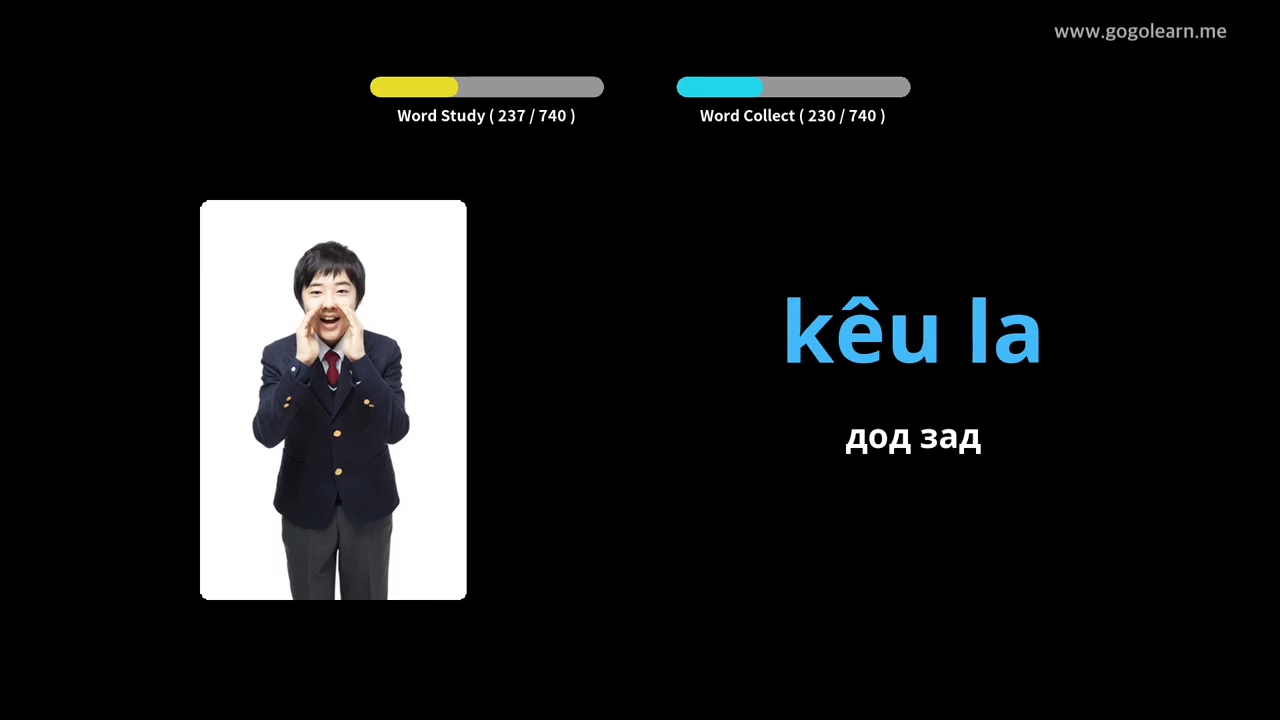 www.gogolearn.me
Word Study ( 237 / 740 )
Word Collect ( 230 / 740 )
kêu la
дод зад